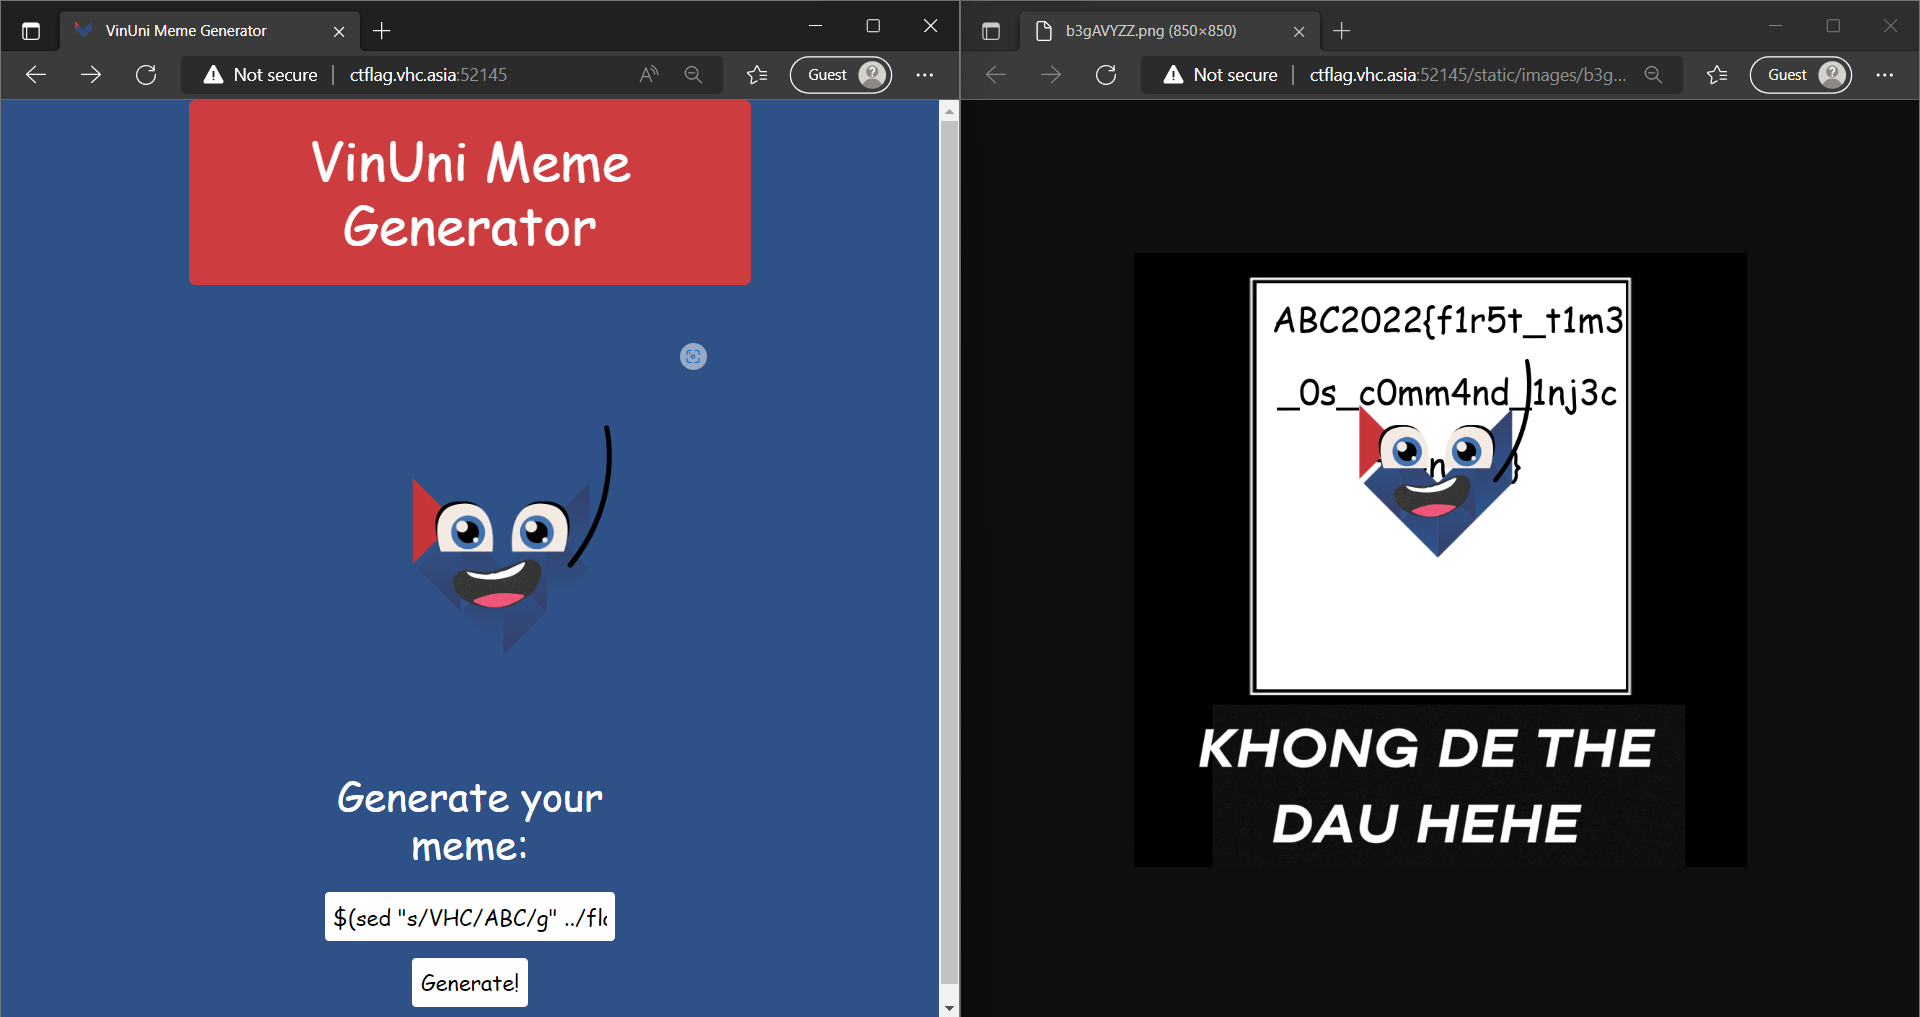 VinUni Meme Generator
Not secure
ctflag.vhc.asia:52145
Guest
VinUni Meme
Generator
Generate your
meme:
$(sed "s/VHC/ABC/g" ../fl
Generate!
b3gAVYZZ.png (850×850)
Not secure
ctflag.vhc.asia:52145/static/images/b3g...
Guest
ABC2022{f1r5t_t1m3
_0s_c0mm4nd_1nj3c
n }
KHONG DE THE
DAU HEHE